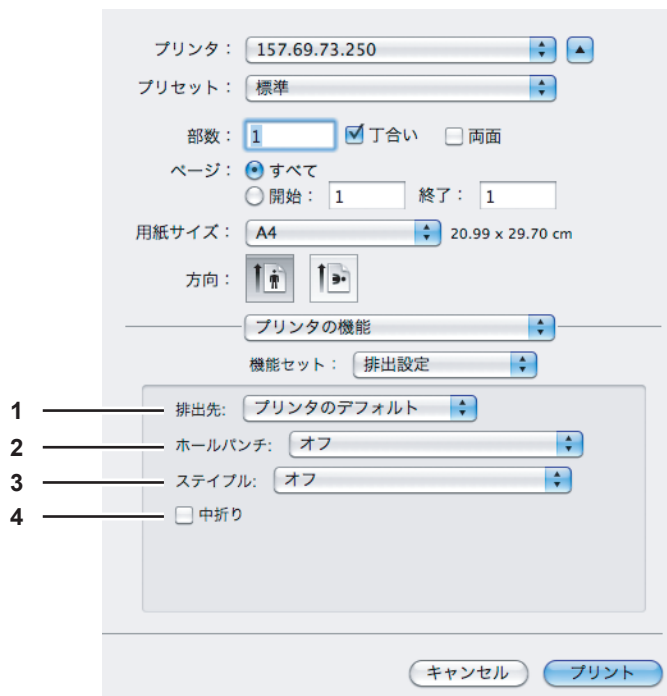 プリンタ： 157.69.73.250
プリセット： 標準
部数： 1 丁合い 両面
ページ： すべて
開始： 1 終了： 1
用紙サイズ： A4 20.99 x 29.70 cm
方向：
プリンタの機能
機能セット： 排出設定
1 排出先: プリンタのデフォルト
2 ホールパンチ: オフ
3 ステイプル: オフ
4 中折り
キャンセル プリント